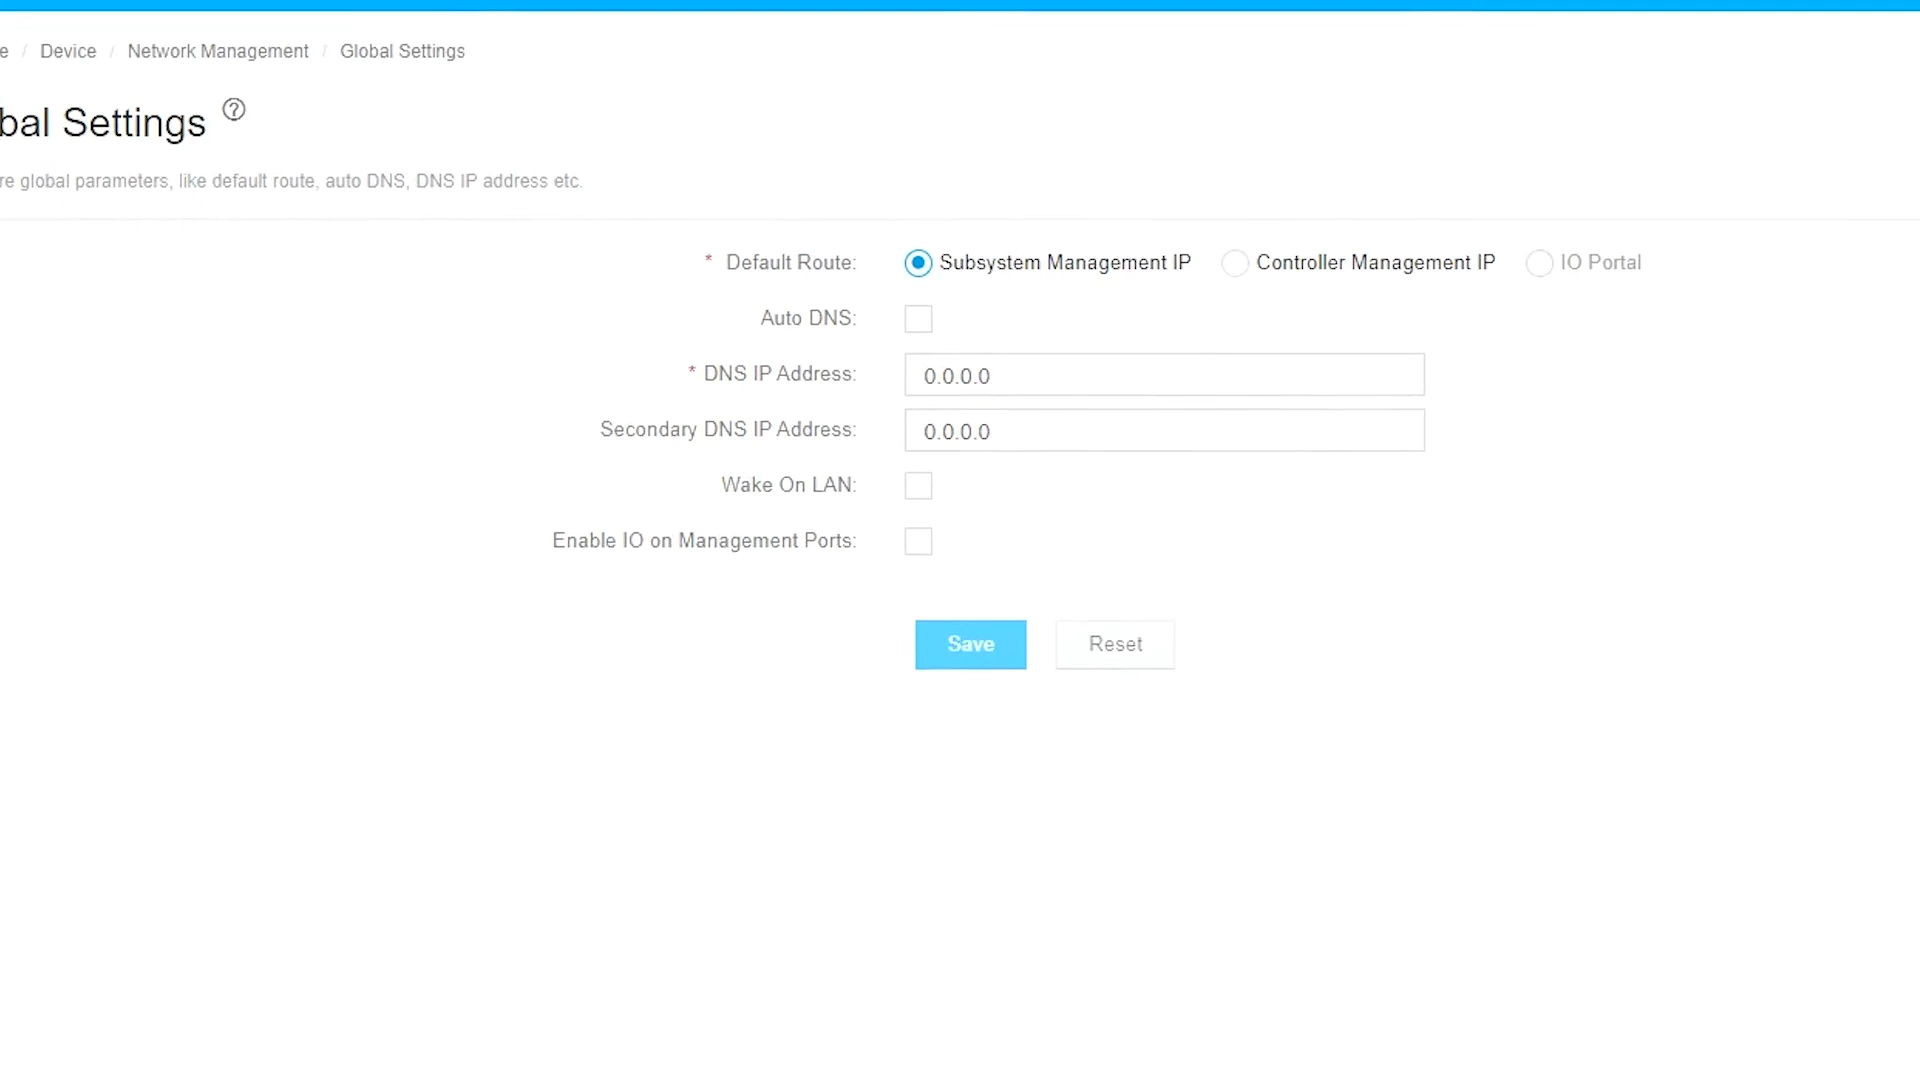 e / Device / Network Management / Global Settings
bal Settings ?
re global parameters, like default route, auto DNS, DNS IP address etc.
* Default Route: Subsystem Management IP Controller Management IP IO Portal
Auto DNS:
* DNS IP Address: 0.0.0.0
Secondary DNS IP Address: 0.0.0.0
Wake On LAN:
Enable IO on Management Ports:
Save Reset